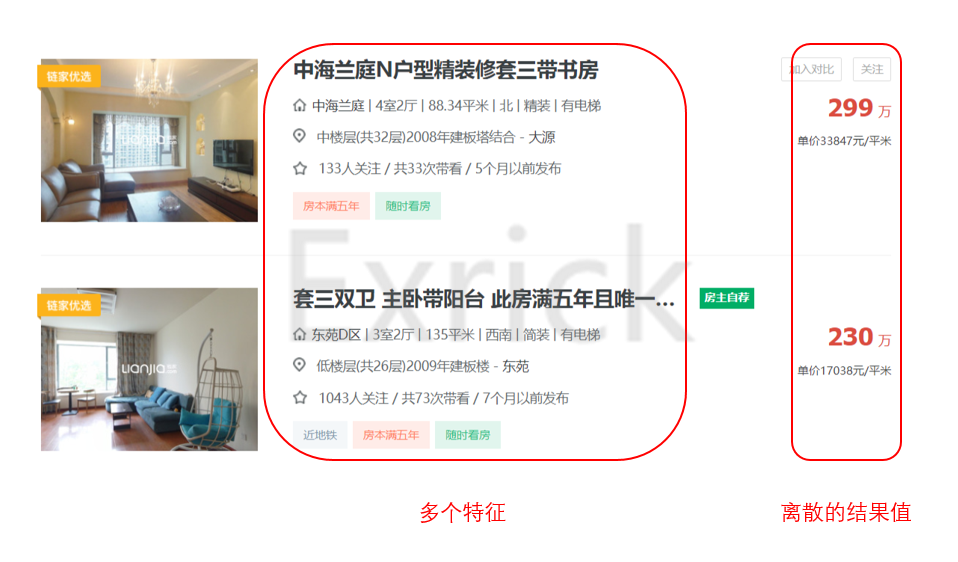 链家优选
中海兰庭N户型精装修套三带书房
加入对比 关注
中海兰庭 | 4室2厅 | 88.34平米 | 北 | 精装 | 有电梯
299 万
中楼层(共32层)2008年建板塔结合 - 大源
单价33847元/平米
133人关注 / 共33次带看 / 5个月以前发布
房本满五年 随时看房
Exrick
链家优选
套三双卫 主卧带阳台 此房满五年且唯一...
房主自荐
东苑D区 | 3室2厅 | 135平米 | 西南 | 简装 | 有电梯
230 万
低楼层(共26层)2009年建板楼 - 东苑
单价17038元/平米
1043人关注 / 共73次带看 / 7个月以前发布
近地铁 房本满五年 随时看房
多个特征
离散的结果值